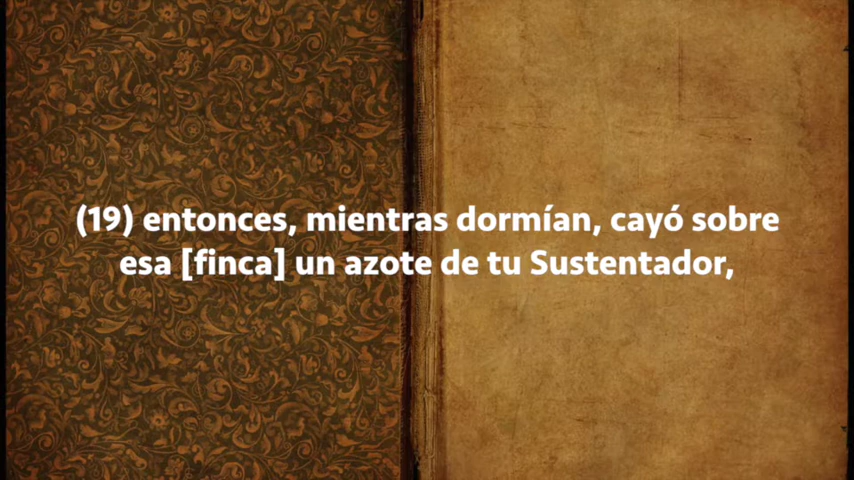 (19) entonces, mientras dormían, cayó sobre
esa [finca] un azote de tu Sustentador,